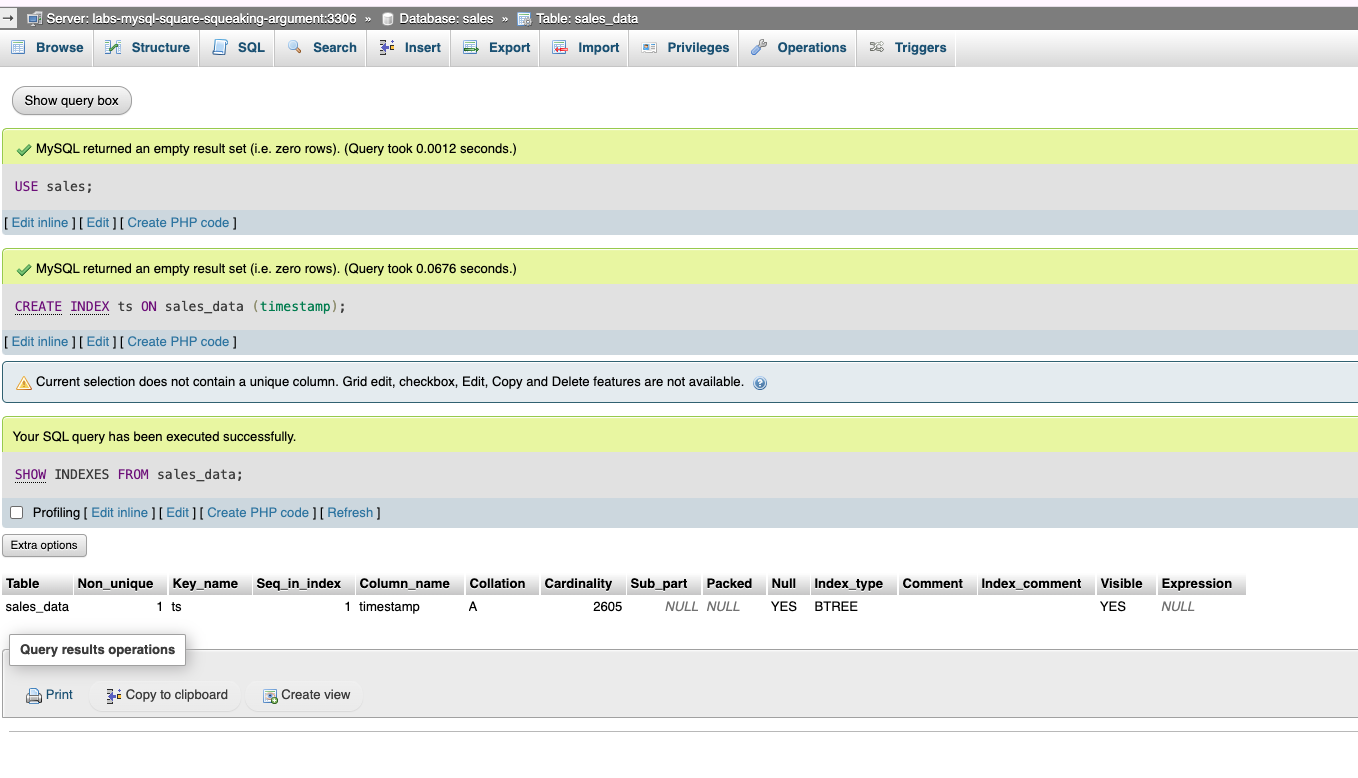 Server: labs-mysql-square-squeaking-argument:3306 » Database: sales » Table: sales_data
Browse Structure SQL Search Insert Export Import Privileges Operations Triggers
Show query box
MySQL returned an empty result set (i.e. zero rows). (Query took 0.0012 seconds.)
USE sales;
[ Edit inline ] [ Edit ] [ Create PHP code ]
MySQL returned an empty result set (i.e. zero rows). (Query took 0.0676 seconds.)
CREATE INDEX ts ON sales_data (timestamp);
[ Edit inline ] [ Edit ] [ Create PHP code ]
Current selection does not contain a unique column. Grid edit, checkbox, Edit, Copy and Delete features are not available.
Your SQL query has been executed successfully.
SHOW INDEXES FROM sales_data;
Profiling [ Edit inline ] [ Edit ] [ Create PHP code ] [ Refresh ]
Extra options
Table Non_unique Key_name Seq_in_index Column_name Collation Cardinality Sub_part Packed Null Index_type Comment Index_comment Visible Expression
sales_data 1 ts 1 timestamp A 2605 NULL NULL YES BTREE YES NULL
Query results operations
Print Copy to clipboard Create view